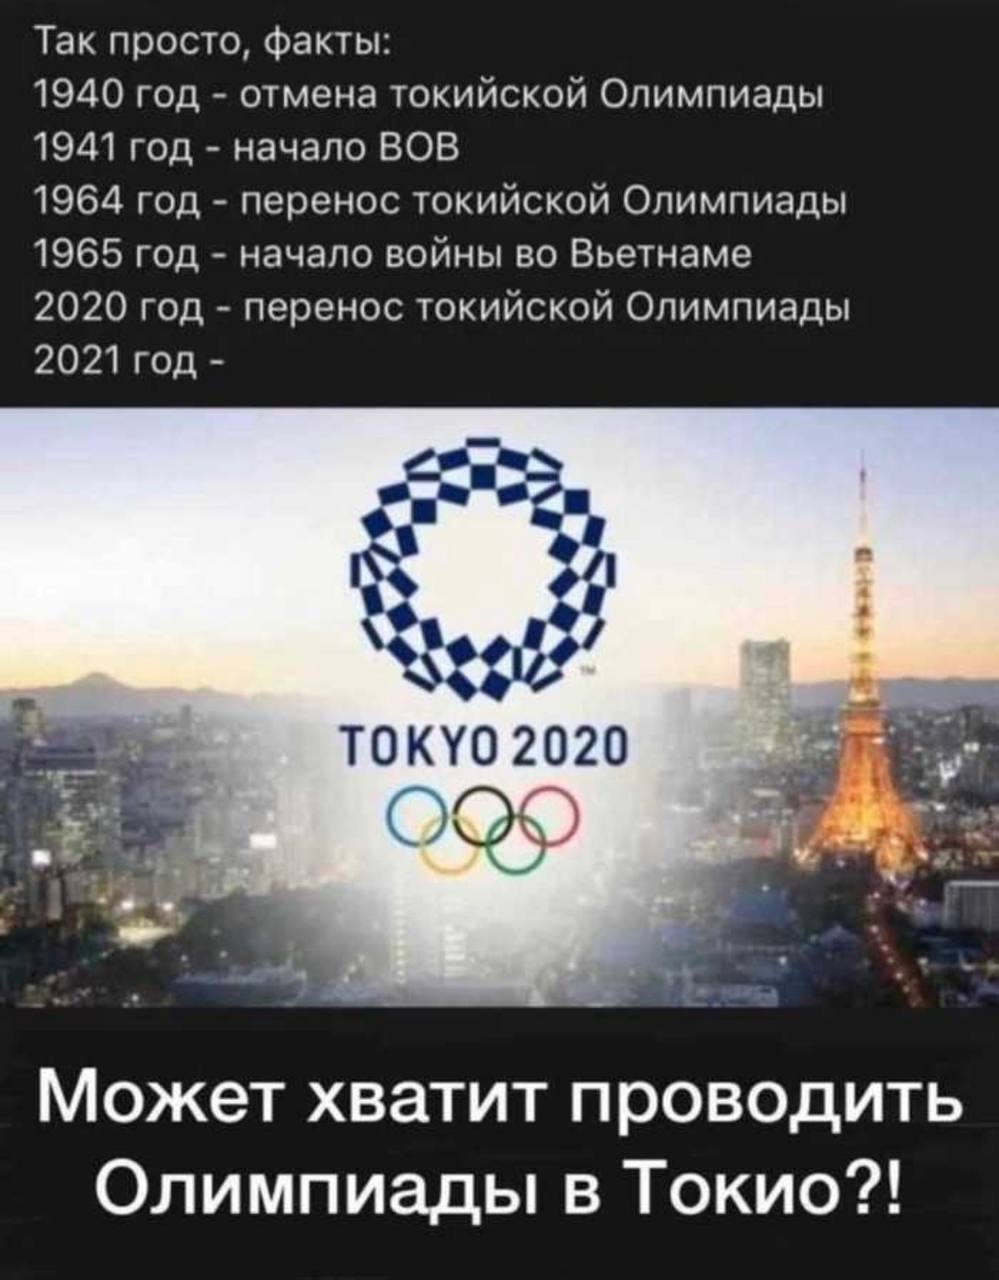 Так просто, факты:
1940 год - отмена токийской Олимпиады
1941 год - начало ВОВ
1964 год - перенос токийской Олимпиады
1965 год - начало войны во Вьетнаме
2020 год - перенос токийской Олимпиады
2021 год -
TM
TOKYO 2020
Может хватит проводить
Олимпиады в Токио?!